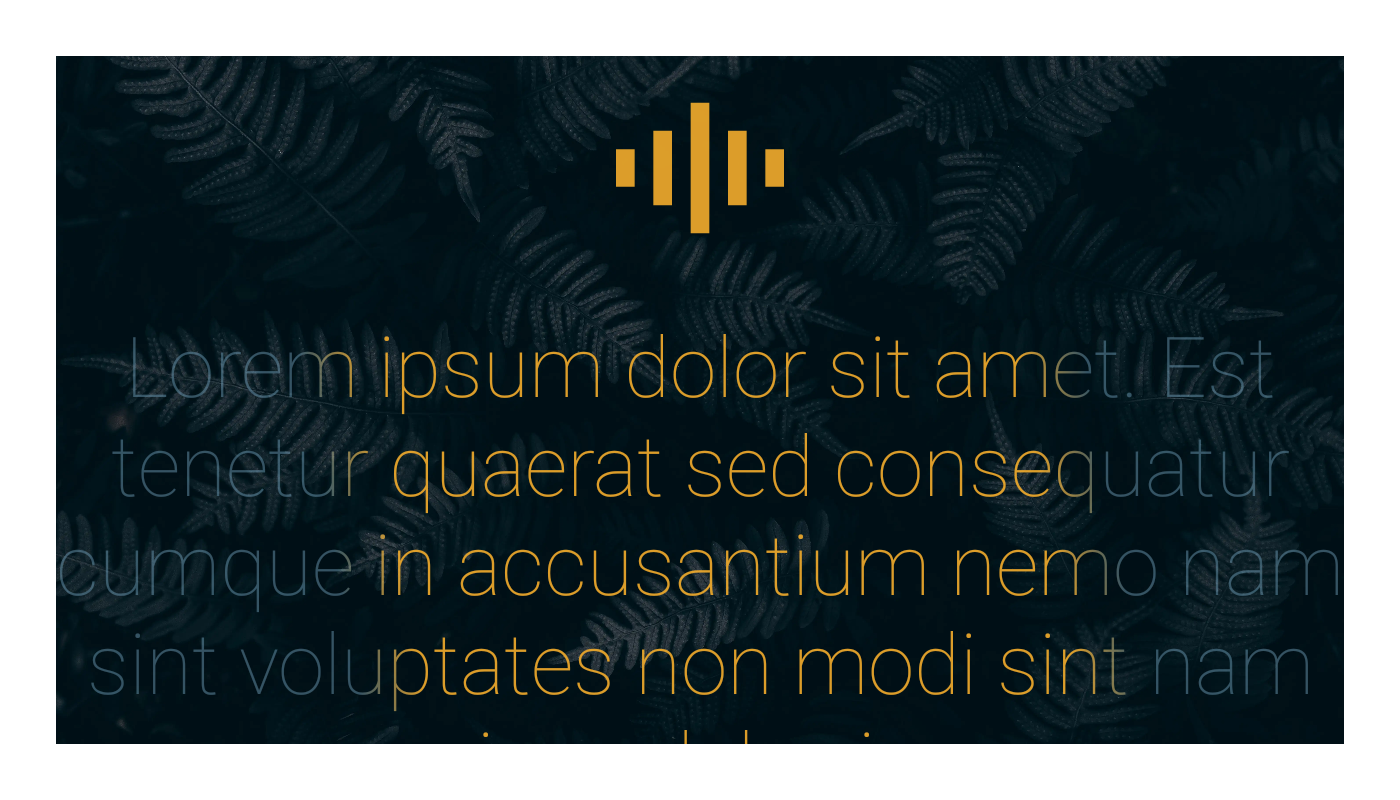 Lorem ipsum dolor sit amet. Est
tenetur quaerat sed consequatur
cumque in accusantium nemo nam
sint voluptates non modi sint nam